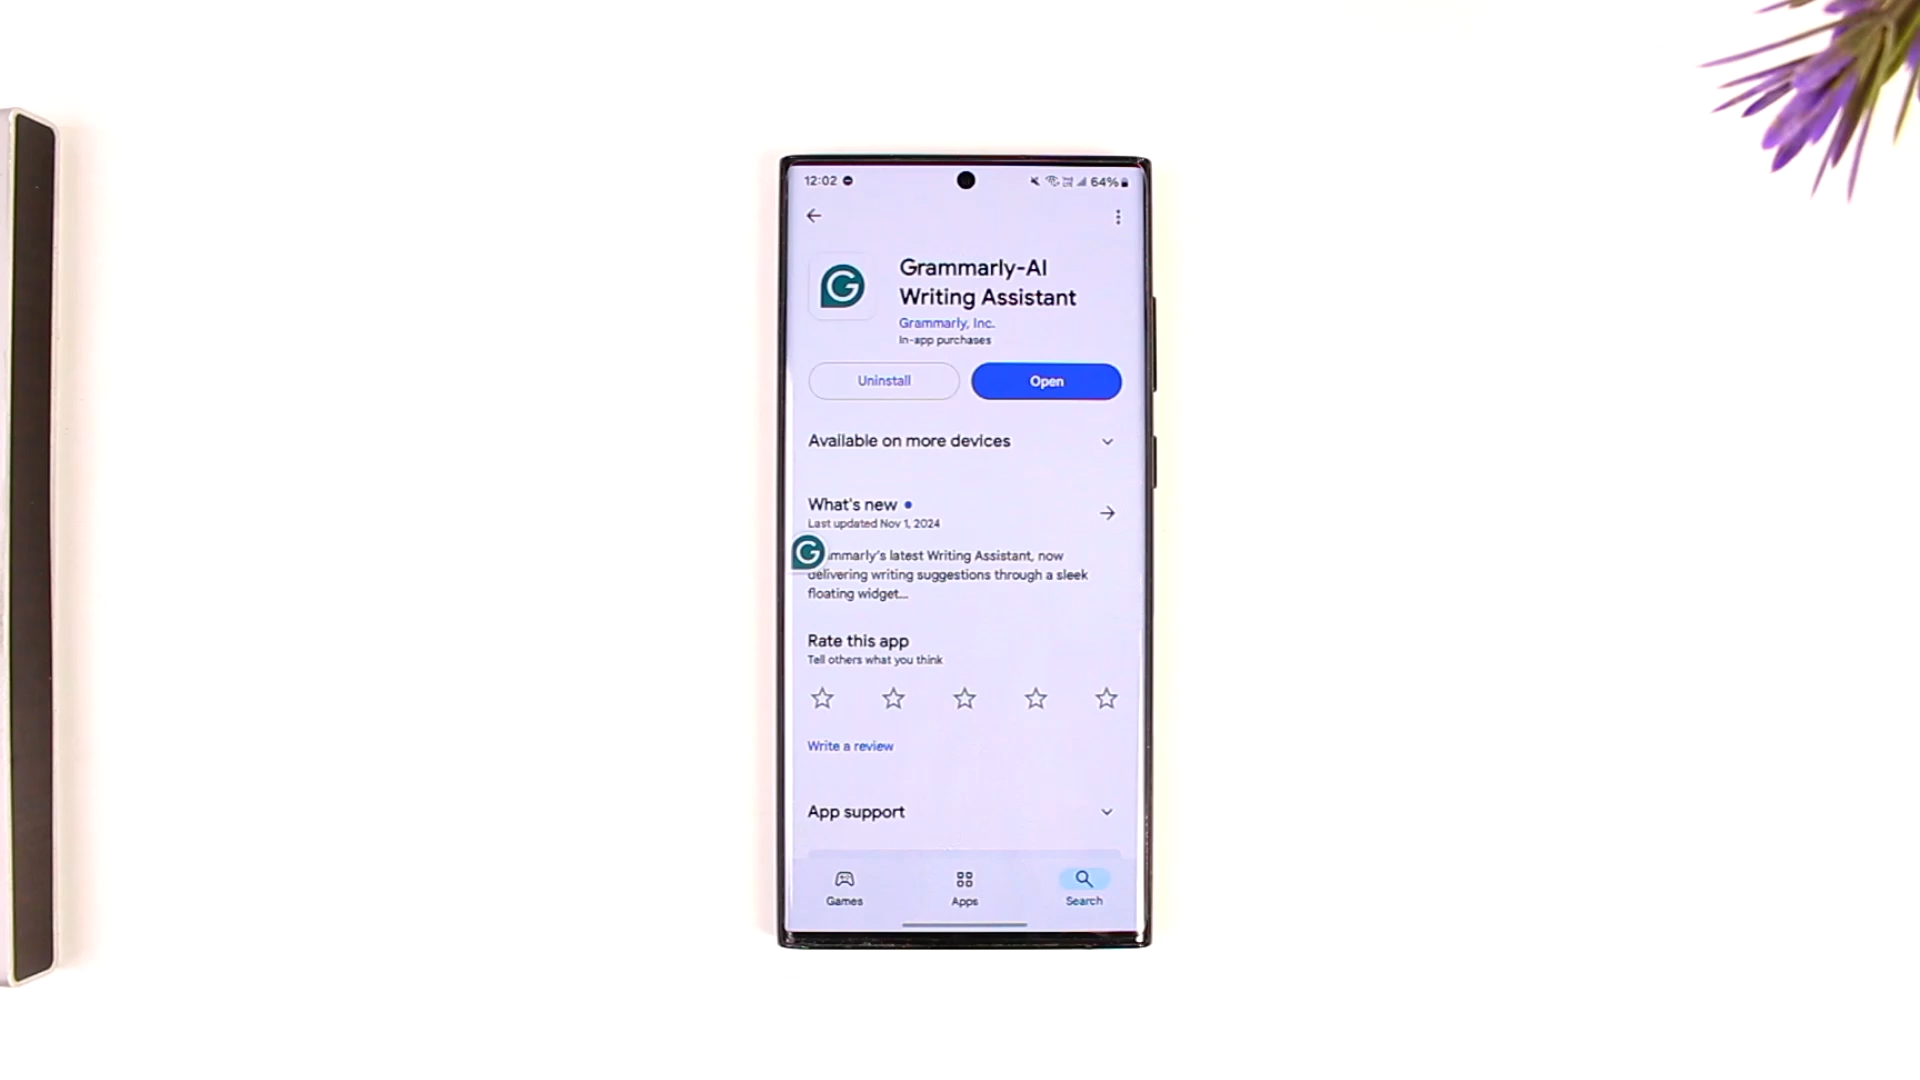 12:02
64%
Grammarly-AI
Writing Assistant
Grammarly, Inc.
In-app purchases
Uninstall
Open
Available on more devices
What's new
Last updated Nov 1, 2024
mmarly's latest Writing Assistant, now
delivering writing suggestions through a sleek
floating widget...
Rate this app
Tell others what you think
Write a review
App support
Games
Apps
Search